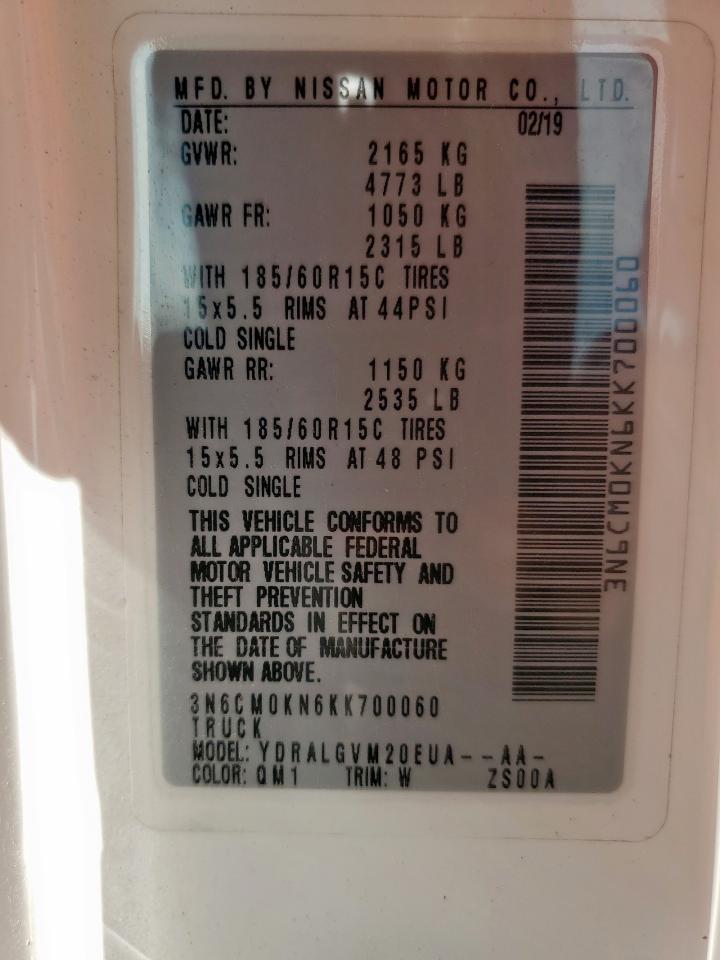 MFD. BY NISSAN MOTOR CO., LTD.
DATE: 02/19
GVWR: 2165 KG
4773 LB
GAWR FR: 1050 KG
2315 LB
WITH 185/60R15C TIRES
15x5.5 RIMS AT 44PSI
COLD SINGLE
GAWR RR: 1150 KG
2535 LB
WITH 185/60R15C TIRES
15x5.5 RIMS AT 48 PSI
COLD SINGLE
THIS VEHICLE CONFORMS TO
ALL APPLICABLE FEDERAL
MOTOR VEHICLE SAFETY AND
THEFT PREVENTION
STANDARDS IN EFFECT ON
THE DATE OF MANUFACTURE
SHOWN ABOVE.
3N6CM0KN6KK700060
TRUCK
MODEL: YDRALGVM20EUA--AA-
COLOR: QM1 TRIM: W ZS00A
3N6CM0KN6KK700060